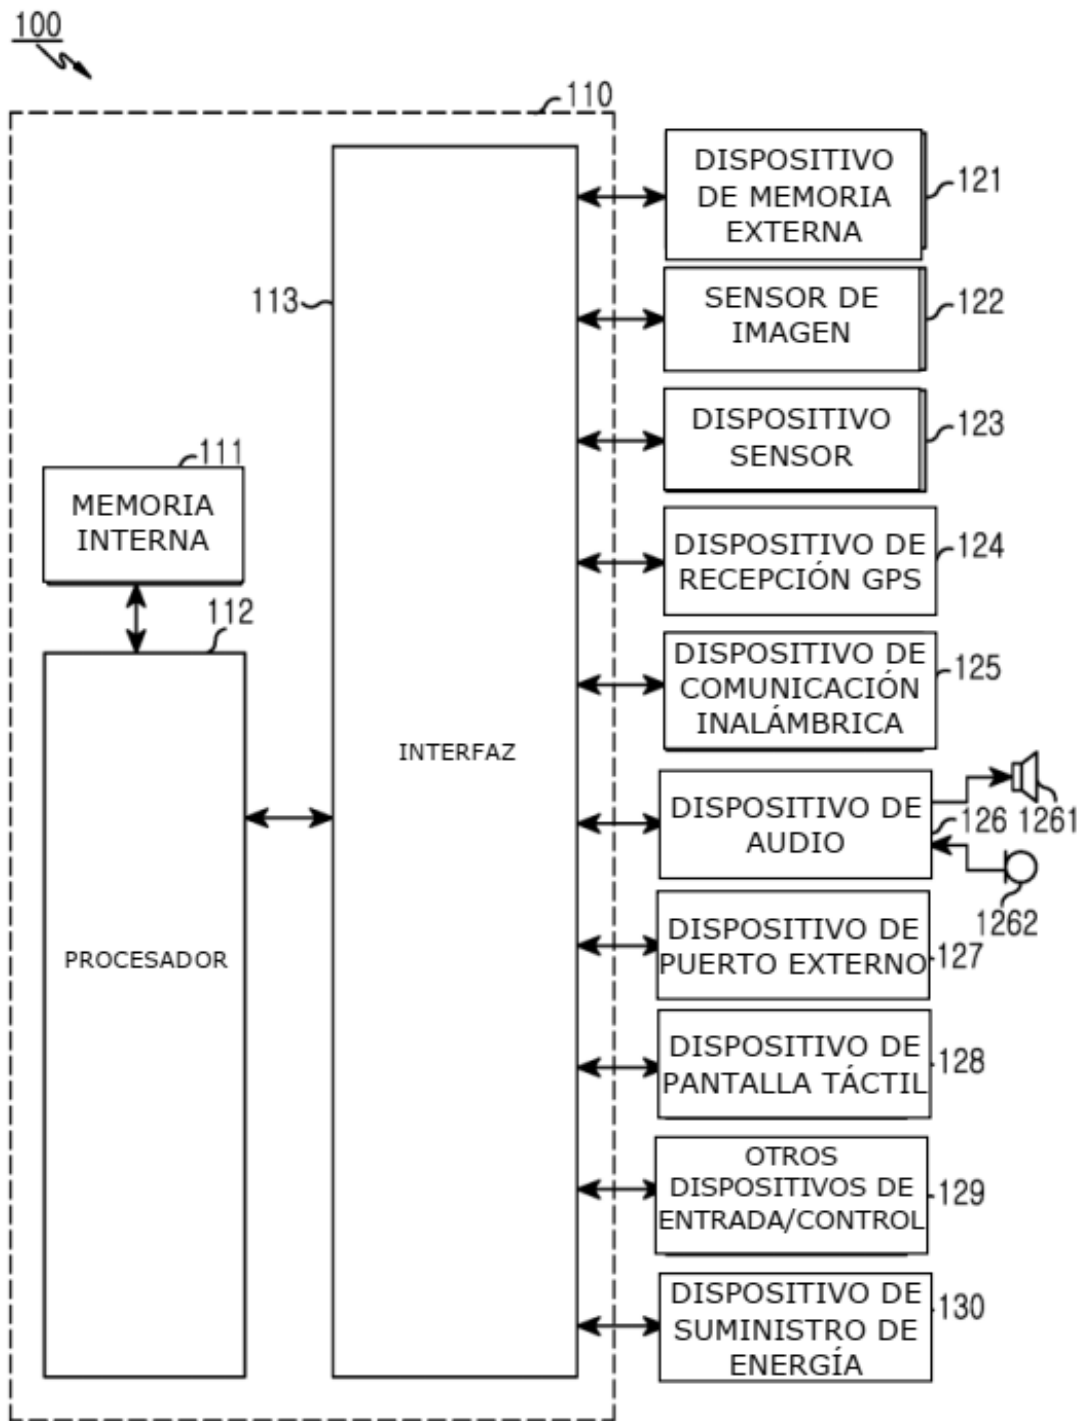 100
110
DISPOSITIVO
DE MEMORIA
EXTERNA
121
113
SENSOR DE
IMAGEN
122
DISPOSITIVO
SENSOR
123
111
MEMORIA
INTERNA
DISPOSITIVO DE
RECEPCIÓN GPS
124
112
DISPOSITIVO DE
COMUNICACIÓN
INALÁMBRICA
125
INTERFAZ
DISPOSITIVO DE
AUDIO
126
1261
1262
PROCESADOR
DISPOSITIVO DE
PUERTO EXTERNO
127
DISPOSITIVO DE
PANTALLA TÁCTIL
128
OTROS
DISPOSITIVOS DE
ENTRADA/CONTROL
129
DISPOSITIVO DE
SUMINISTRO DE
ENERGÍA
130